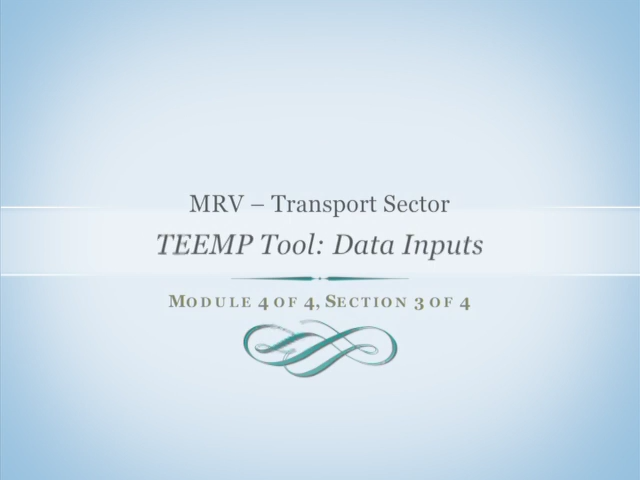 MRV – Transport Sector
TEEMP Tool: Data Inputs
MODULE 4 OF 4, SECTION 3 OF 4